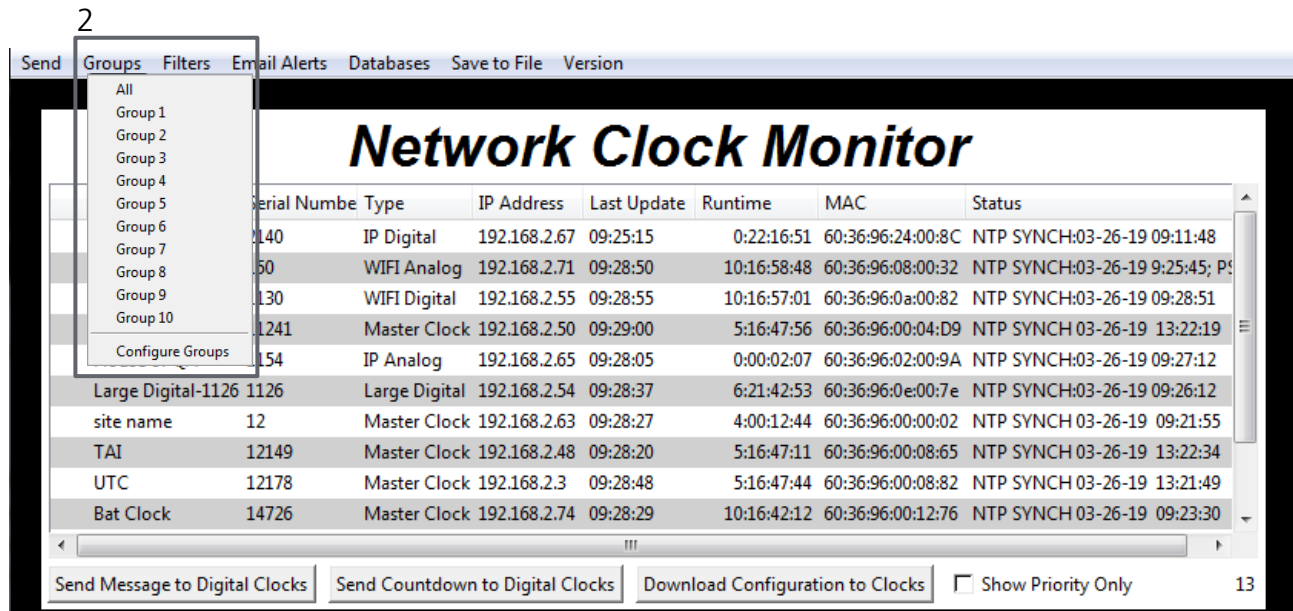 2
Send Groups Filters Email Alerts Databases Save to File Version
All
Group 1
Group 2
Group 3
Group 4
Group 5
Group 6
Group 7
Group 8
Group 9
Group 10
Configure Groups
Network Clock Monitor
Serial Numbe Type IP Address Last Update Runtime MAC Status
2140 IP Digital 192.168.2.67 09:25:15 0:22:16:51 60:36:96:24:00:8C NTP SYNCH:03-26-19 09:11:48
WIFI Analog 192.168.2.71 09:28:50 10:16:58:48 60:36:96:08:00:32 NTP SYNCH:03-26-19 9:25:45; PS
1130 WIFI Digital 192.168.2.55 09:28:55 10:16:57:01 60:36:96:0a:00:82 NTP SYNCH:03-26-19 09:28:51
11241 Master Clock 192.168.2.50 09:29:00 5:16:47:56 60:36:96:00:04:D9 NTP SYNCH 03-26-19 13:22:19
IP Analog 192.168.2.65 09:28:05 0:00:02:07 60:36:96:02:00:9A NTP SYNCH:03-26-19 09:27:12
Large Digital-1126 1126 Large Digital 192.168.2.54 09:28:37 6:21:42:53 60:36:96:0e:00:7e NTP SYNCH:03-26-19 09:26:12
site name 12 Master Clock 192.168.2.63 09:28:27 4:00:12:44 60:36:96:00:00:02 NTP SYNCH 03-26-19 09:21:55
TAI 12149 Master Clock 192.168.2.48 09:28:20 5:16:47:11 60:36:96:00:08:65 NTP SYNCH 03-26-19 13:22:34
UTC 12178 Master Clock 192.168.2.3 09:28:48 5:16:47:44 60:36:96:00:08:82 NTP SYNCH 03-26-19 13:21:49
Bat Clock 14726 Master Clock 192.168.2.74 09:28:29 10:16:42:12 60:36:96:00:12:76 NTP SYNCH 03-26-19 09:23:30
Send Message to Digital Clocks Send Countdown to Digital Clocks Download Configuration to Clocks Show Priority Only 13